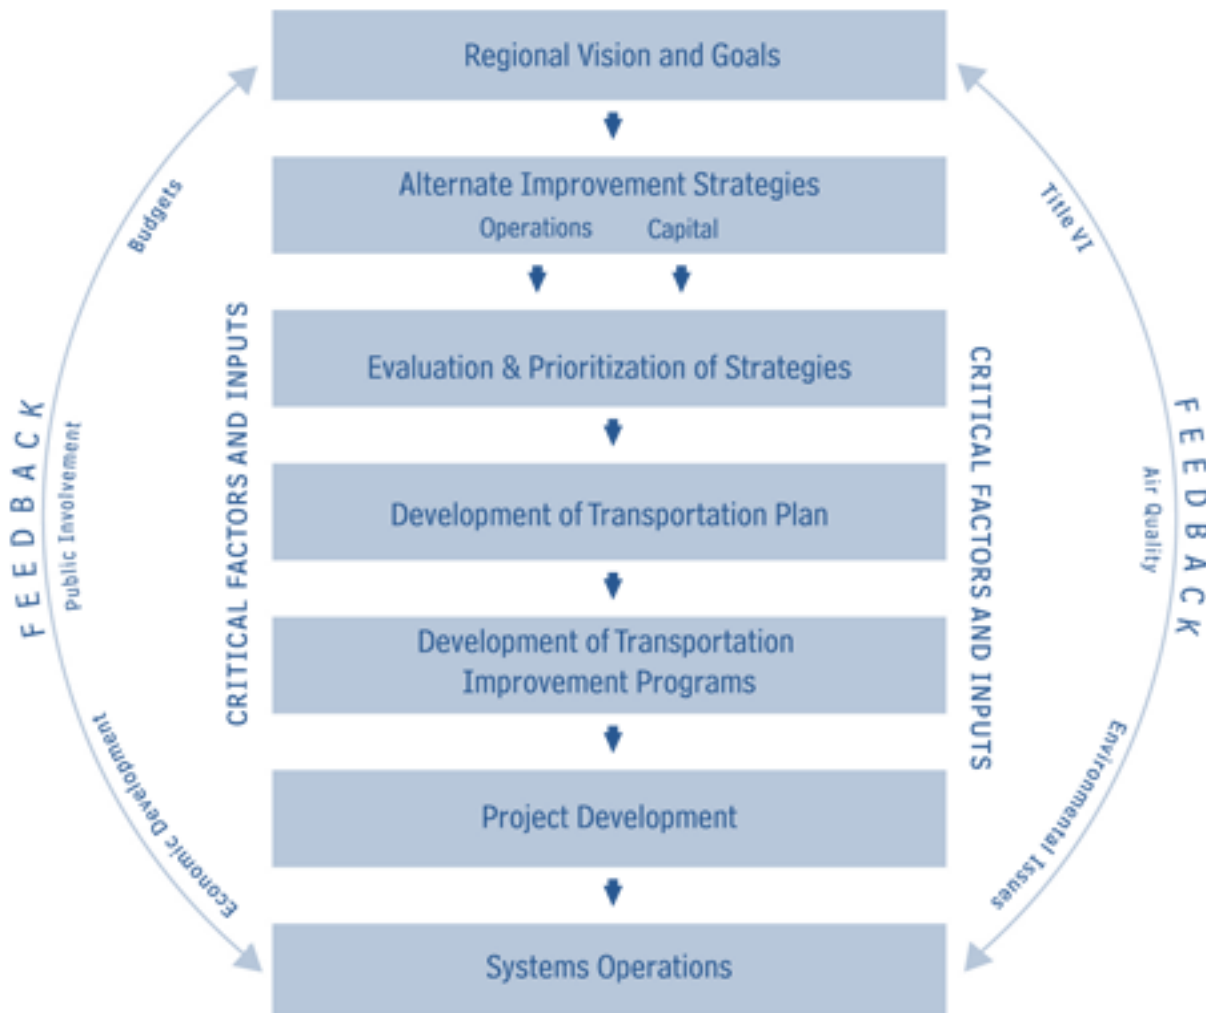 Regional Vision and Goals
Alternate Improvement Strategies
Operations Capital
Evaluation & Prioritization of Strategies
Development of Transportation Plan
Development of Transportation
Improvement Programs
Project Development
Systems Operations
FEEDBACK
Budgets
Public Involvement
Economic Development
CRITICAL FACTORS AND INPUTS
CRITICAL FACTORS AND INPUTS
Title VI
Air Quality
Environmental Issues
FEEDBACK